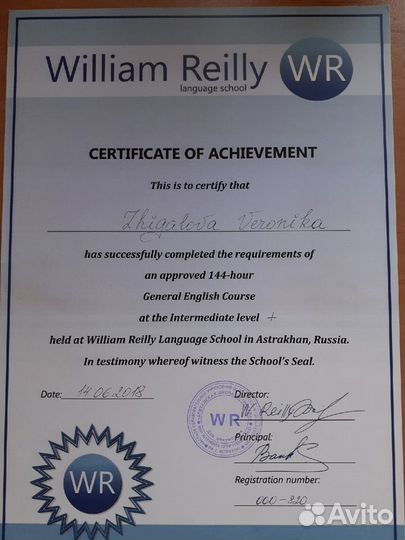 William Reilly WR
language school
CERTIFICATE OF ACHIEVEMENT
This is to certify that
Zhigalova Veronika
has successfully completed the requirements of
an approved 144-hour
General English Course
at the Intermediate level +
held at William Reilly Language School in Astrakhan, Russia.
In testimony whereof witness the School's Seal.
Date: 14.06.2018
Director:
W. Reilly
WR
Principal:
Registration number:
000-820
WR
Avito